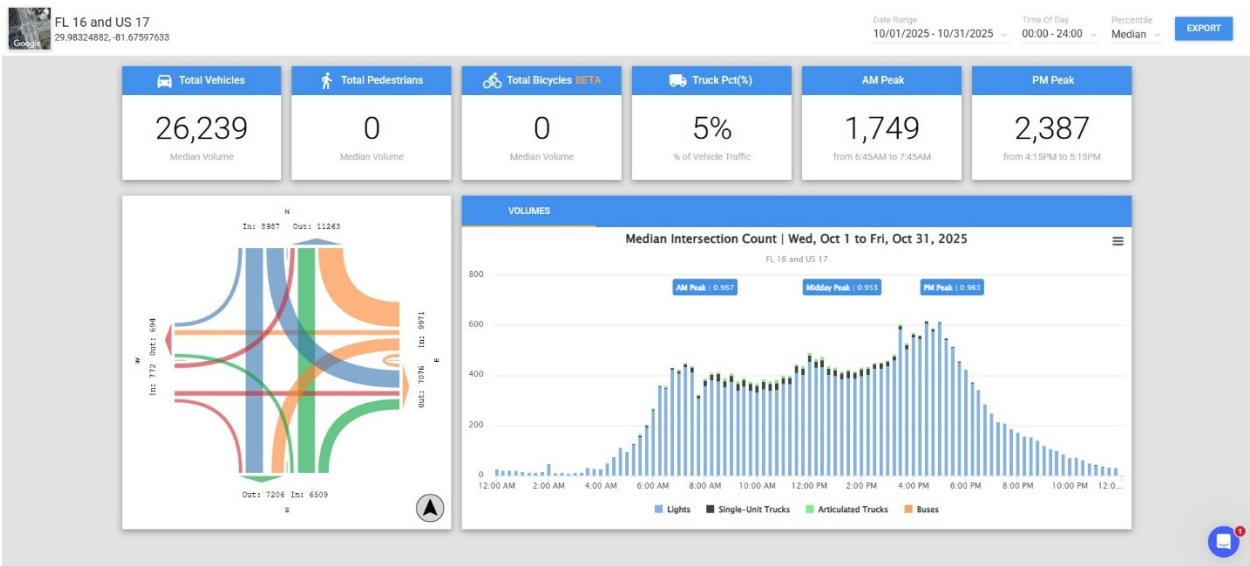 FL 16 and US 17
29.98324882,-81.67597633
Google
Date Range
10/01/2025 - 10/31/2025
Time Of Day
00:00 - 24:00
Percentile
Median
EXPORT
Total Vehicles
26,239
Median Volume
Total Pedestrians
0
Median Volume
Total Bicycles BETA
0
Median Volume
Truck Pct(%)
5%
% of Vehicle Traffic
AM Peak
1,749
from 6:45AM to 7:45AM
PM Peak
2,387
from 4:15PM to 5:15PM
N
In: 8987 Out: 11263
W
In: 772 Out: 694
E
Out: 7076 In: 9971
Out: 7206 In: 6509
S
VOLUMES
Median Intersection Count | Wed, Oct 1 to Fri, Oct 31, 2025
FL 16 and US 17
AM Peak | 0.967
Midday Peak | 0.953
PM Peak | 0.963
800
600
400
200
0
12:00 AM 2:00 AM 4:00 AM 6:00 AM 8:00 AM 10:00 AM 12:00 PM 2:00 PM 4:00 PM 6:00 PM 8:00 PM 10:00 PM 12:0...
Lights Single-Unit Trucks Articulated Trucks Buses
1